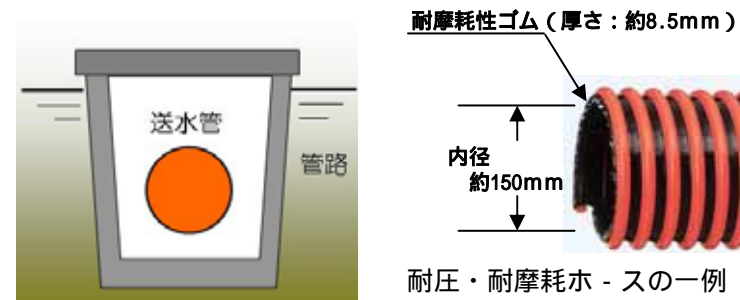 耐摩耗性ゴム(厚さ:約8.5mm)
送水管
管路
内径
約150mm
耐圧・耐摩耗ホ - スの一例